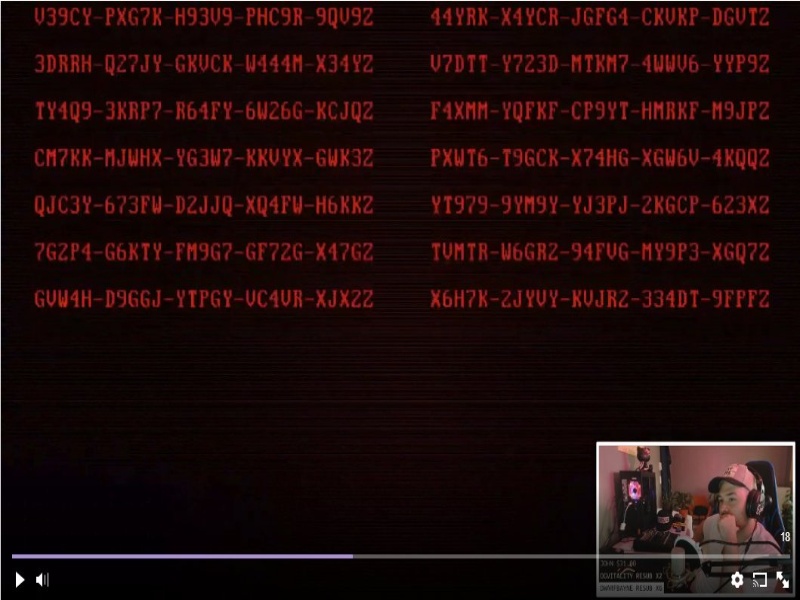 V39CY-PXG7K-H93V9-PHC9R-9QV9Z 44YRK-X4YCR-JGFG4-CKVKP-DGVTZ
3DRRH-Q27JY-GKVCK-W444M-X34YZ V7DTT-Y723D-MTKM7-4WWV6-YYP9Z
TY4Q9-3KRP7-R64FY-6W26G-KCJQZ F4XMM-YQFKF-CP9YT-HMRKF-M9JPZ
CM7KK-MJWHX-YG3W7-KKVYX-GWK3Z PXWT6-T9GCK-X74HG-XGW6V-4KQQZ
QJC3Y-673FW-D2JJQ-XQ4FW-H6KKZ YT979-9YM9Y-YJ3PJ-2KGCP-623XZ
7G2P4-G6KTY-FM9G7-GF72G-X47GZ TVMTR-W6GR2-94FVG-MY9P3-XGQ7Z
GVW4H-D9GGJ-YTPGY-VC4VR-XJX2Z X6H7K-2JYVY-KVJR2-334DT-9FPFZ
18